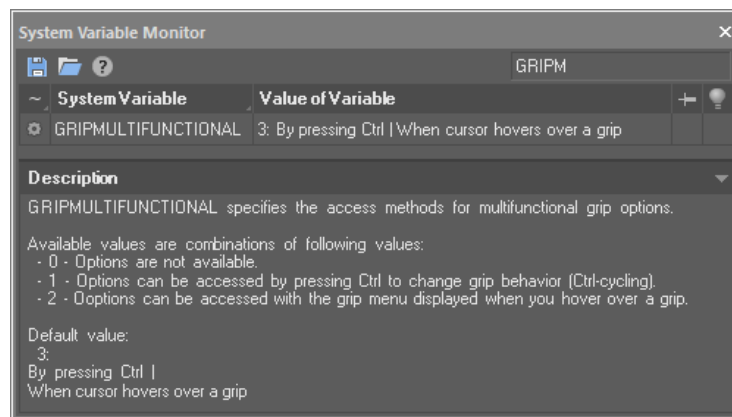 System Variable Monitor
GRIPM
~ System Variable Value of Variable
GRIPMULTIFUNCTIONAL 3: By pressing Ctrl | When cursor hovers over a grip
Description
GRIPMULTIFUNCTIONAL specifies the access methods for multifunctional grip options.
Available values are combinations of following values:
- 0 - Options are not available.
- 1 - Options can be accessed by pressing Ctrl to change grip behavior (Ctrl-cycling).
- 2 - Ooptions can be accessed with the grip menu displayed when you hover over a grip.
Default value:
3:
By pressing Ctrl |
When cursor hovers over a grip